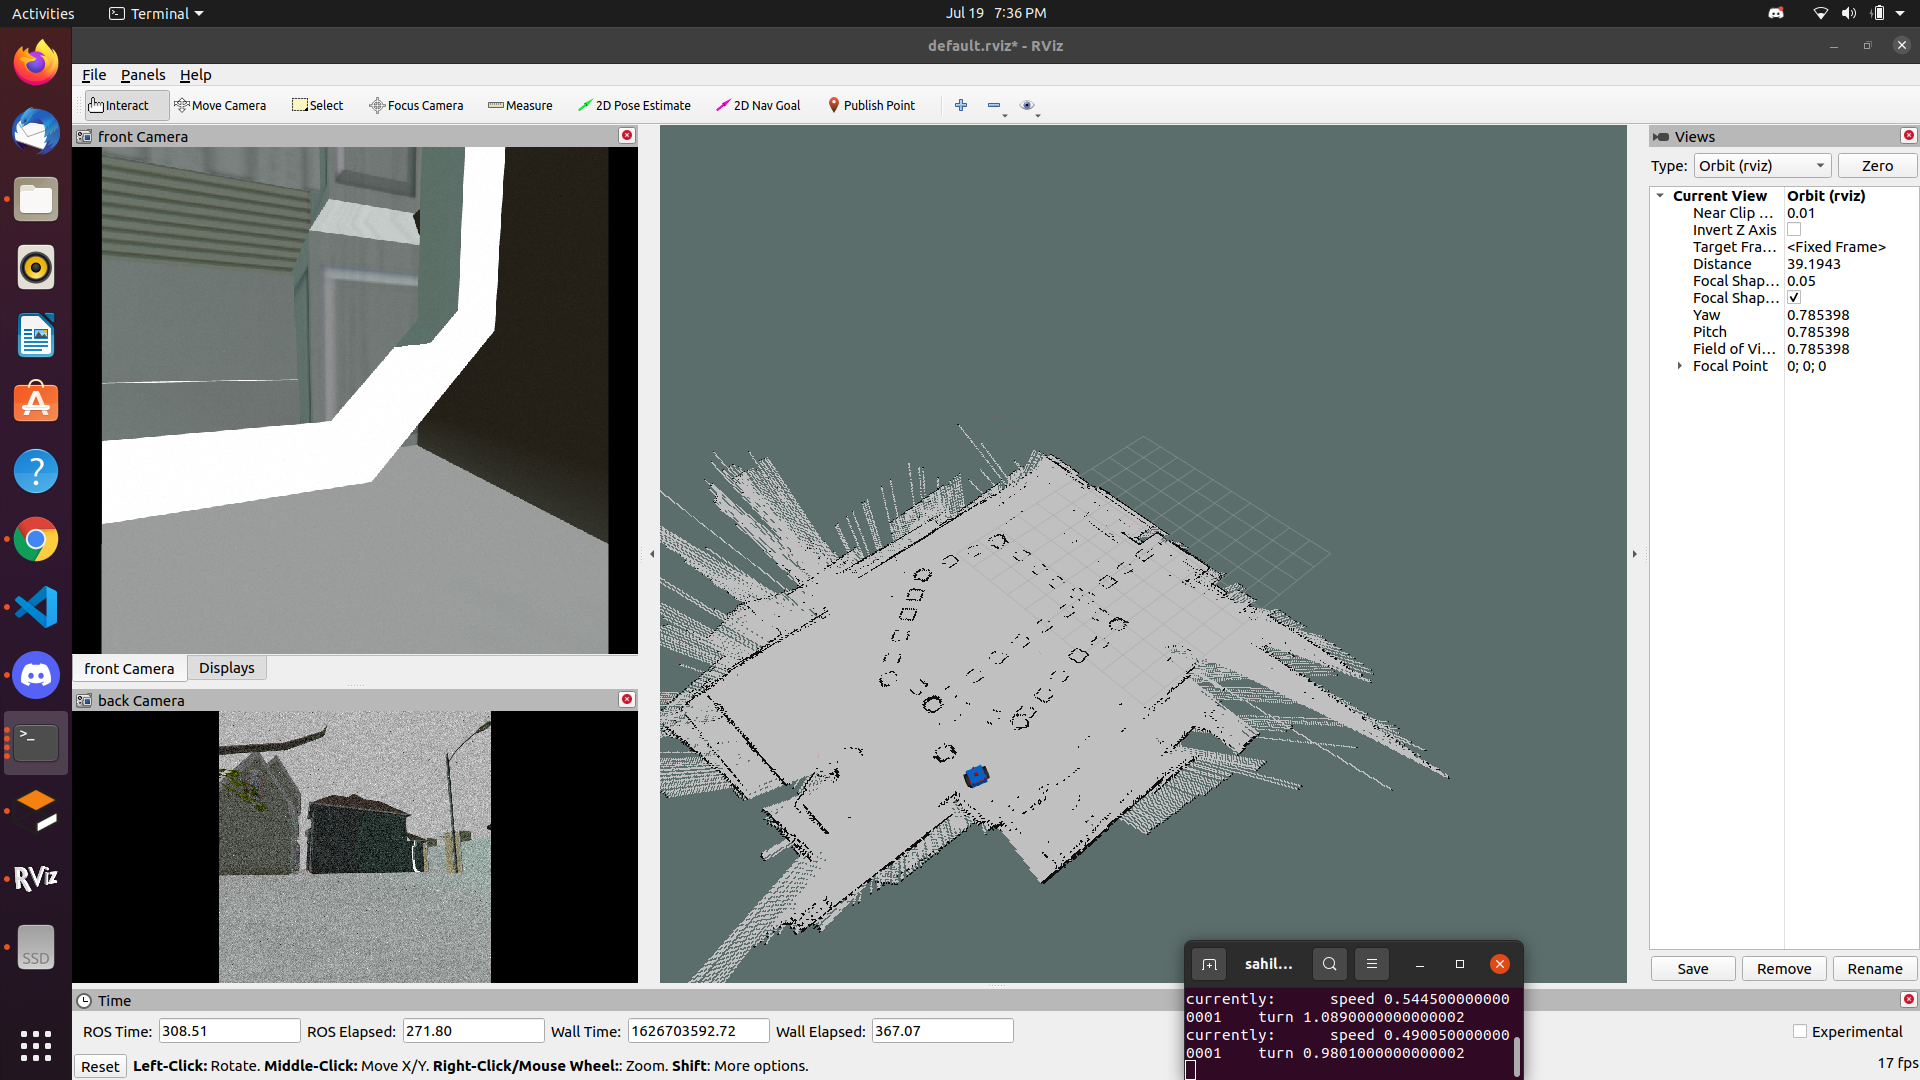 Activities
Terminal
Jul 19 7:36 PM
default.rviz* - RViz
File Panels Help
Interact
Move Camera
Select
Focus Camera
Measure
2D Pose Estimate
2D Nav Goal
Publish Point
front Camera
front Camera
Displays
back Camera
Views
Type: Orbit (rviz) Zero
Current View Orbit (rviz)
Near Clip … 0.01
Invert Z Axis
Target Fra… <Fixed Frame>
Distance 39.1943
Focal Shap… 0.05
Focal Shap… ✓
Yaw 0.785398
Pitch 0.785398
Field of Vi… 0.785398
Focal Point 0; 0; 0
Save Remove Rename
RViz
SSD
sahil…
currently: speed 0.544500000000
0001 turn 1.0890000000000002
currently: speed 0.490050000000
0001 turn 0.9801000000000002
Time
ROS Time: 308.51 ROS Elapsed: 271.80 Wall Time: 1626703592.72 Wall Elapsed: 367.07
Experimental
Reset Left-Click: Rotate. Middle-Click: Move X/Y. Right-Click/Mouse Wheel:: Zoom. Shift: More options.
17 fps